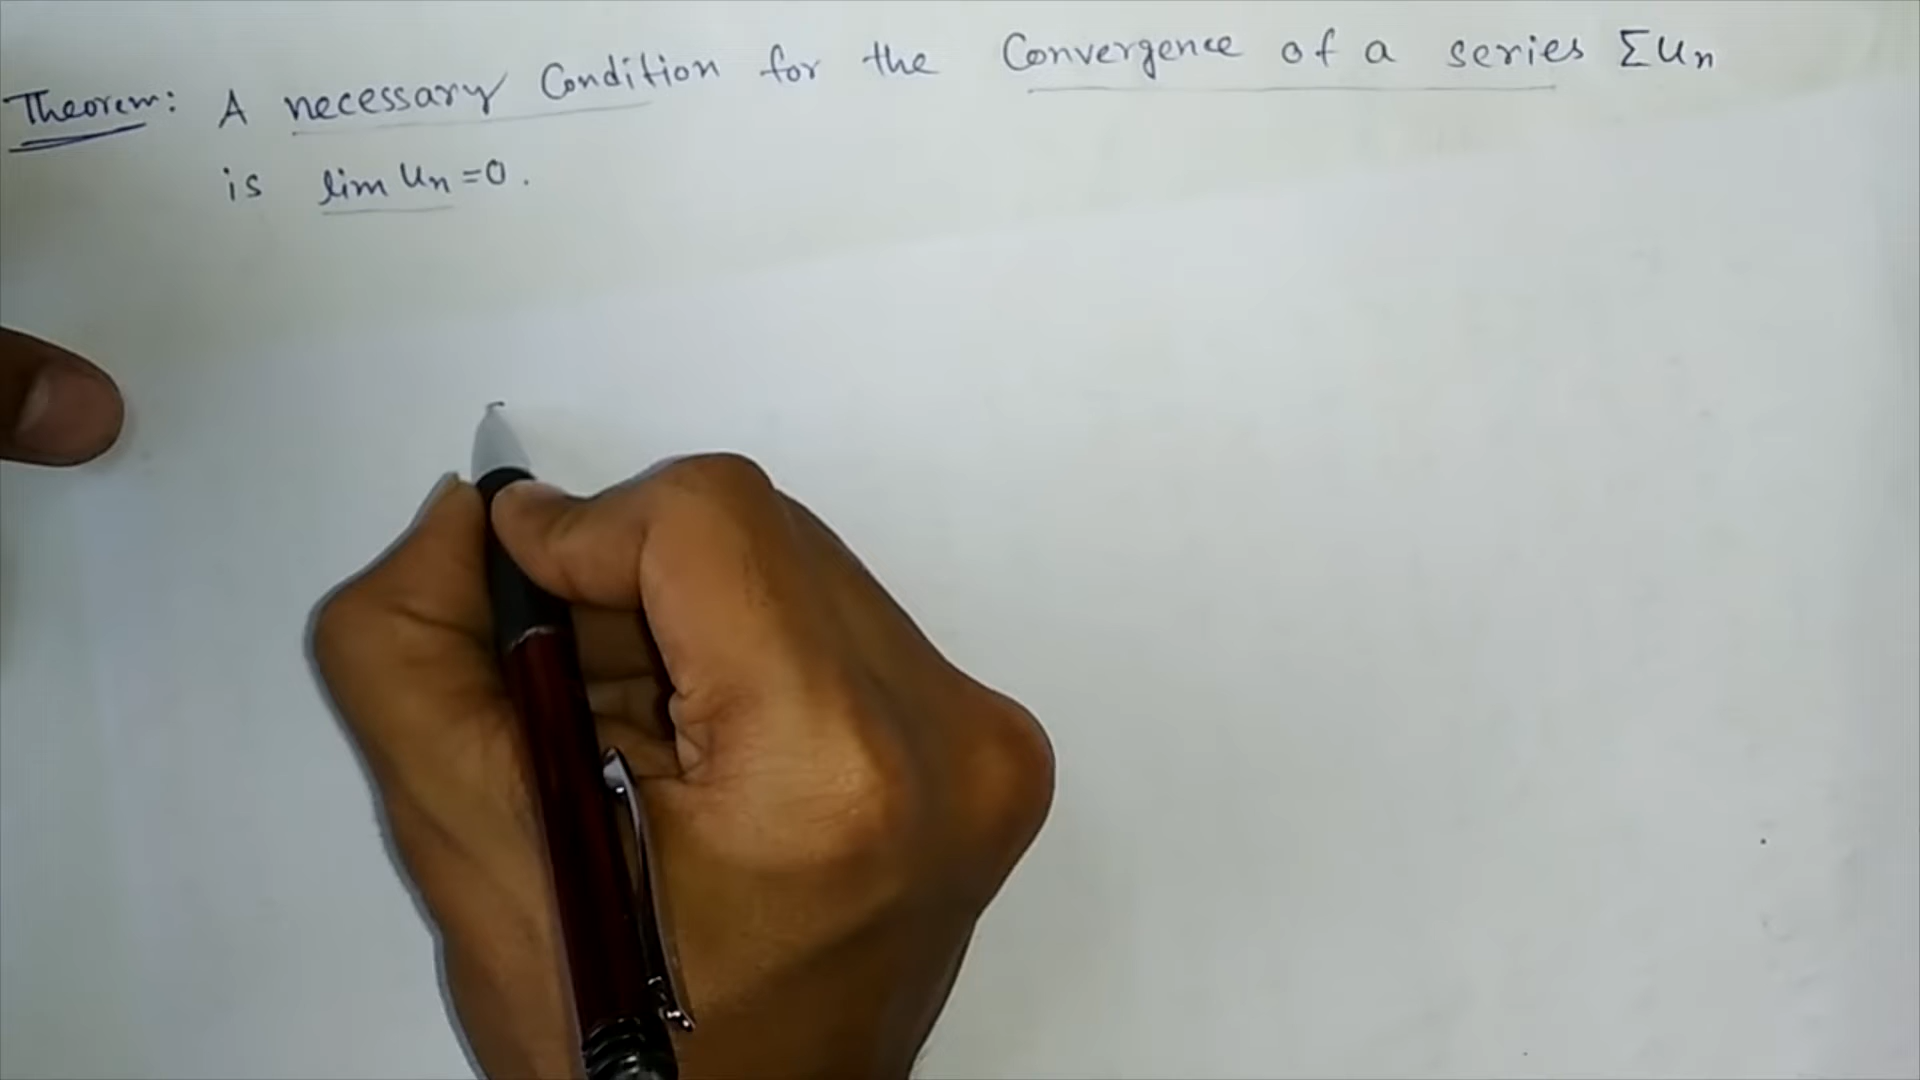 Theorem: A necessary Condition for the Convergence of a series Σun
is lim un =0.